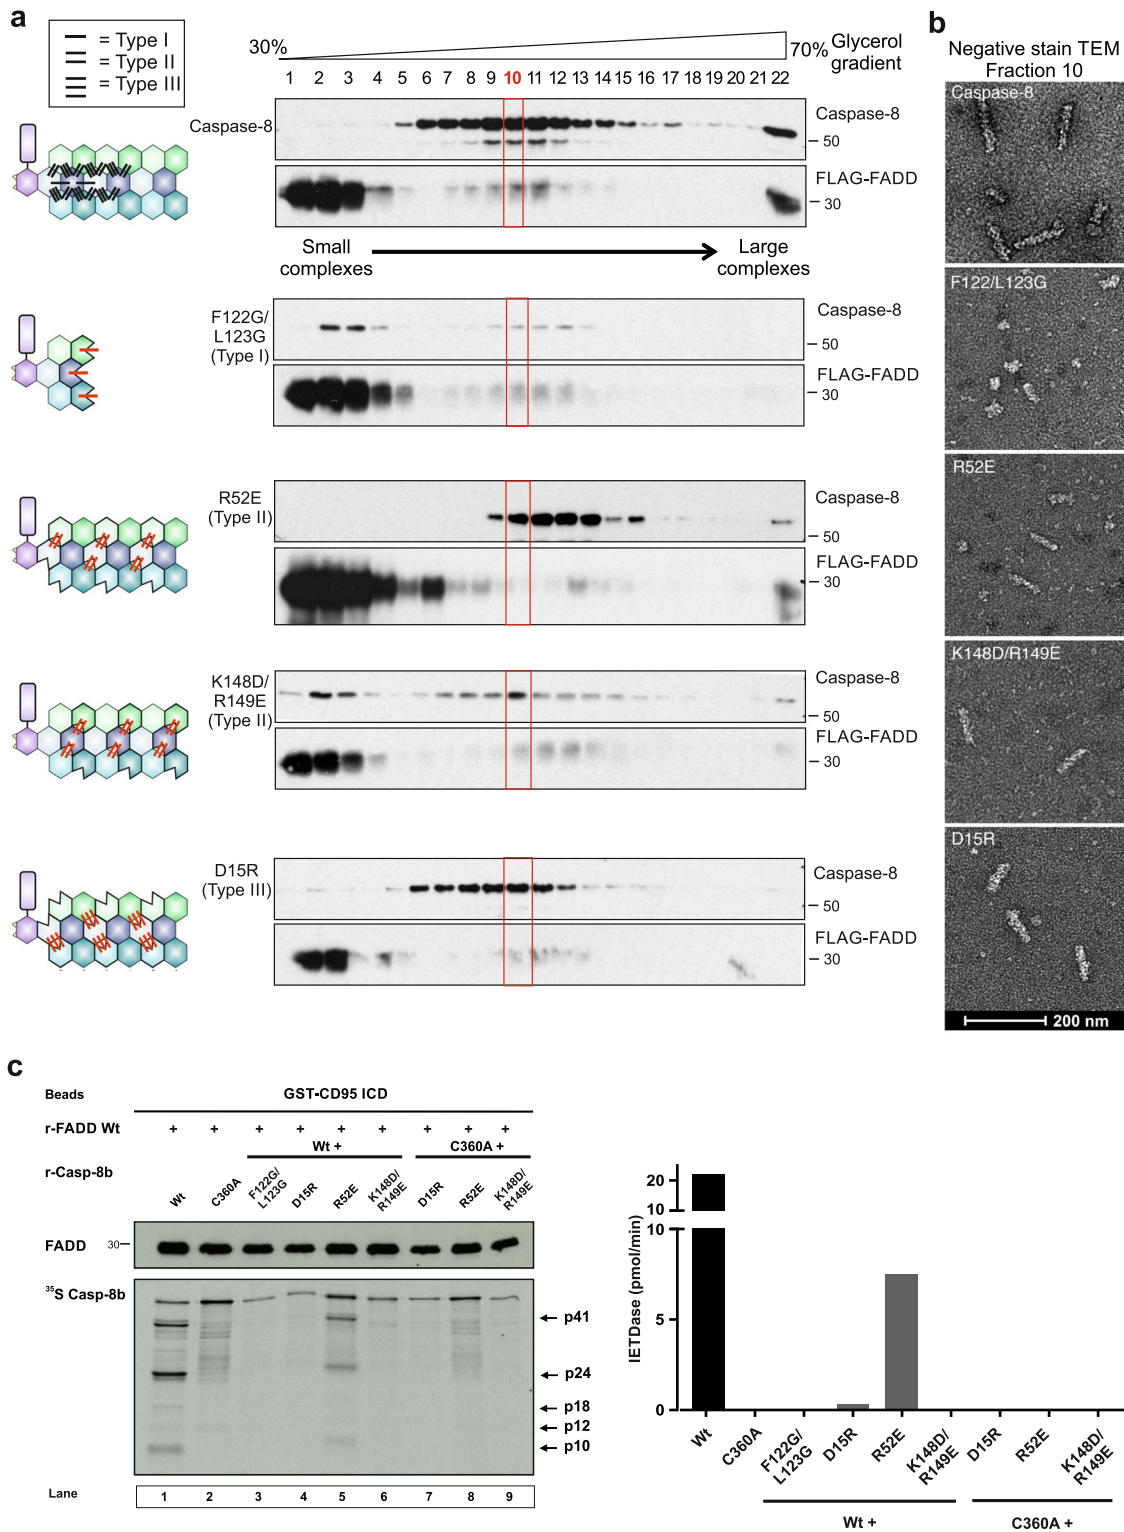 a
= Type I
= Type II
= Type III
30%
70%
Glycerol
gradient
1 2 3 4 5 6 7 8 9 10 11 12 13 14 15 16 17 18 19 20 21 22
Caspase-8
Caspase-8
50
FLAG-FADD
30
Small
complexes
Large
complexes
F122G/
L123G
(Type I)
Caspase-8
50
FLAG-FADD
30
R52E
(Type II)
Caspase-8
50
FLAG-FADD
30
K148D/
R149E
(Type II)
Caspase-8
50
FLAG-FADD
30
D15R
(Type III)
Caspase-8
50
FLAG-FADD
30
b
Negative stain TEM
Fraction 10
Caspase-8
F122/L123G
R52E
K148D/R149E
D15R
200 nm
c
Beads
GST-CD95 ICD
r-FADD Wt
+ + + + + + + + +
Wt +
C360A +
r-Casp-8b
Wt
C360A
F122G/
L123G
D15R
R52E
K148D/
R149E
D15R
R52E
K148D/
R149E
FADD
30
35S Casp-8b
p41
p24
p18
p12
p10
Lane
1 2 3 4 5 6 7 8 9
IETDase (pmol/min)
20
10
10
5
0
Wt
C360A
F122G/
L123G
D15R
R52E
K148D/
R149E
D15R
R52E
K148D/
R149E
Wt +
C360A +